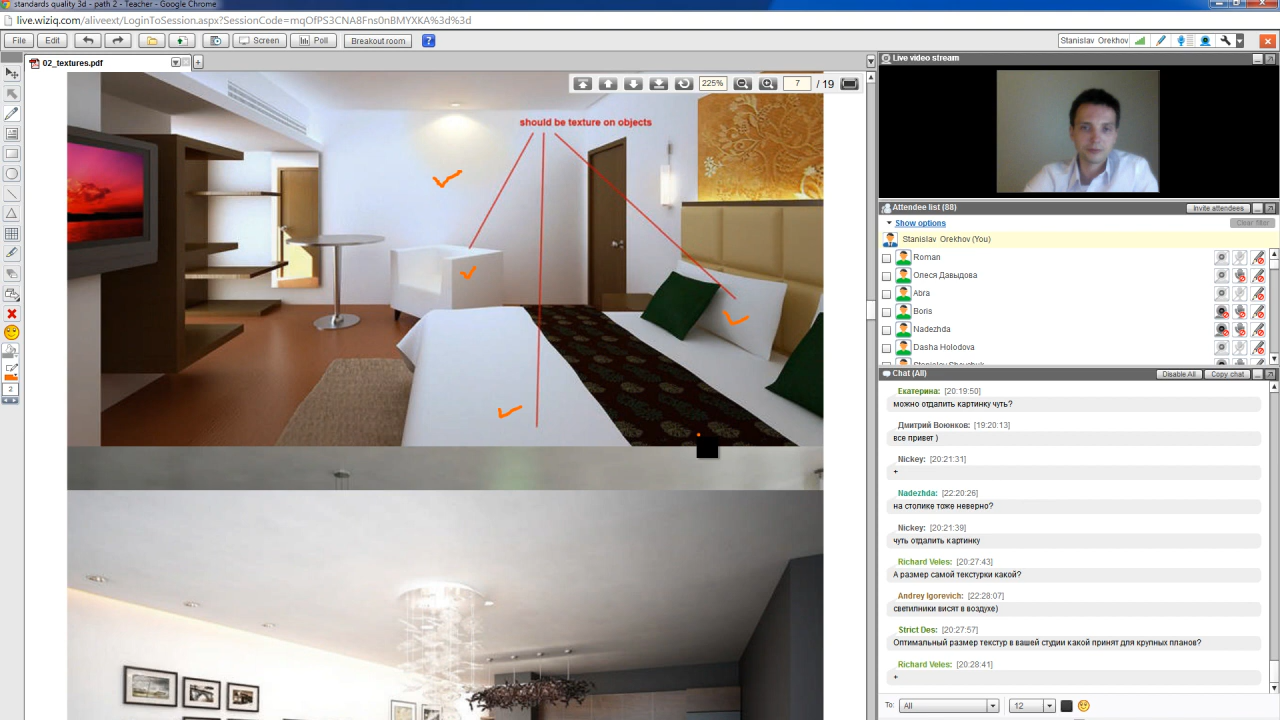 standards quality 3d - path 2 - Teacher - Google Chrome
live.wiziq.com/aliveext/LoginToSession.aspx?SessionCode=mqOfPS3CNA8Fns0nBMYXKA%3d%3d
File Edit Screen Poll Breakout room ? Stanislav Orekhov
02_textures.pdf
225% 7 / 19
should be texture on objects
2
Live video stream
Attendee list (88) Invite attendees
Show options Clear filter
Stanislav Orekhov (You)
Roman
Олеся Давыдова
Abra
Boris
Nadezhda
Dasha Holodova
Chat (All) Disable All Copy chat
Екатерина: [20:19:50]
можно отдалить картинку чуть?
Дмитрий Воюнков: [19:20:13]
все привет )
Nickey: [20:21:31]
+
Nadezhda: [22:20:26]
на столике тоже неверно?
Nickey: [20:21:39]
чуть отдалить картинку
Richard Veles: [20:27:43]
А размер самой текстурки какой?
Andrey Igorevich: [22:28:07]
светилники висят в воздухе)
Strict Des: [20:27:57]
Оптимальный размер текстур в вашей студии какой принят для крупных планов?
Richard Veles: [20:28:41]
+
To: All 12